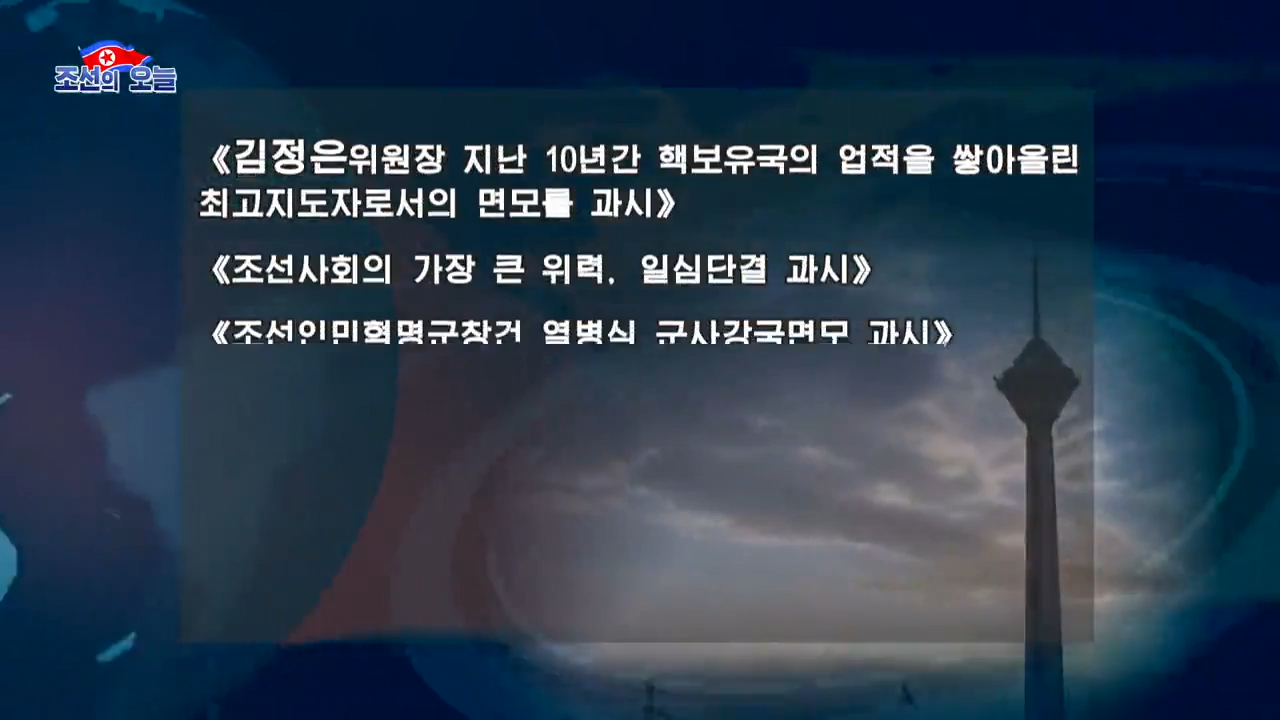 조선의 오늘
《김정은위원장 지난 10년간 핵보유국의 업적을 쌓아올린
최고지도자로서의 면모를 과시》
《조선사회의 가장 큰 위력, 일심단결 과시》
《조선인민혁명군창건 열병식 군사강국면모 과시》